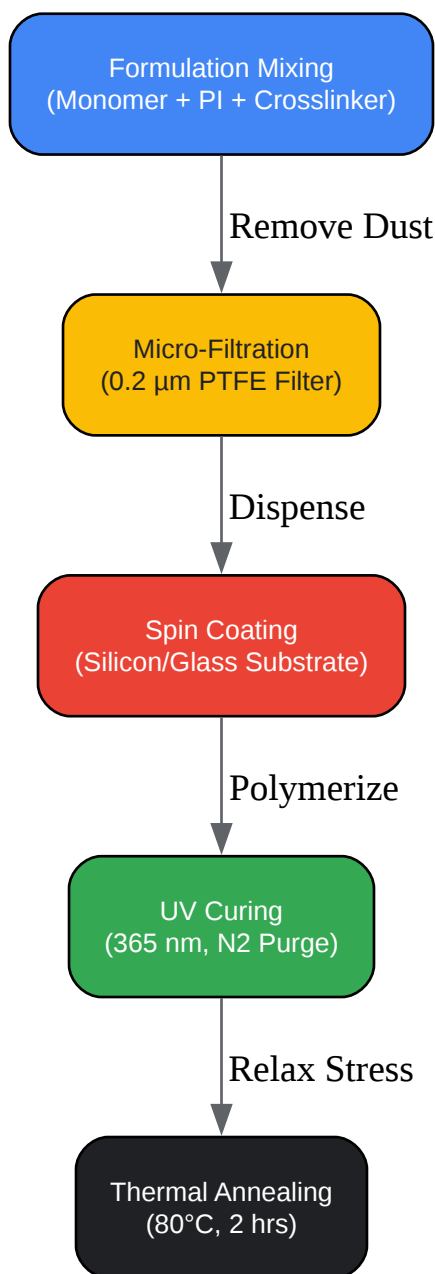 Formulation Mixing
(Monomer + PI + Crosslinker)
Remove Dust
Micro-Filtration
(0.2 µm PTFE Filter)
Dispense
Spin Coating
(Silicon/Glass Substrate)
Polymerize
UV Curing
(365 nm, N2 Purge)
Relax Stress
Thermal Annealing
(80°C, 2 hrs)